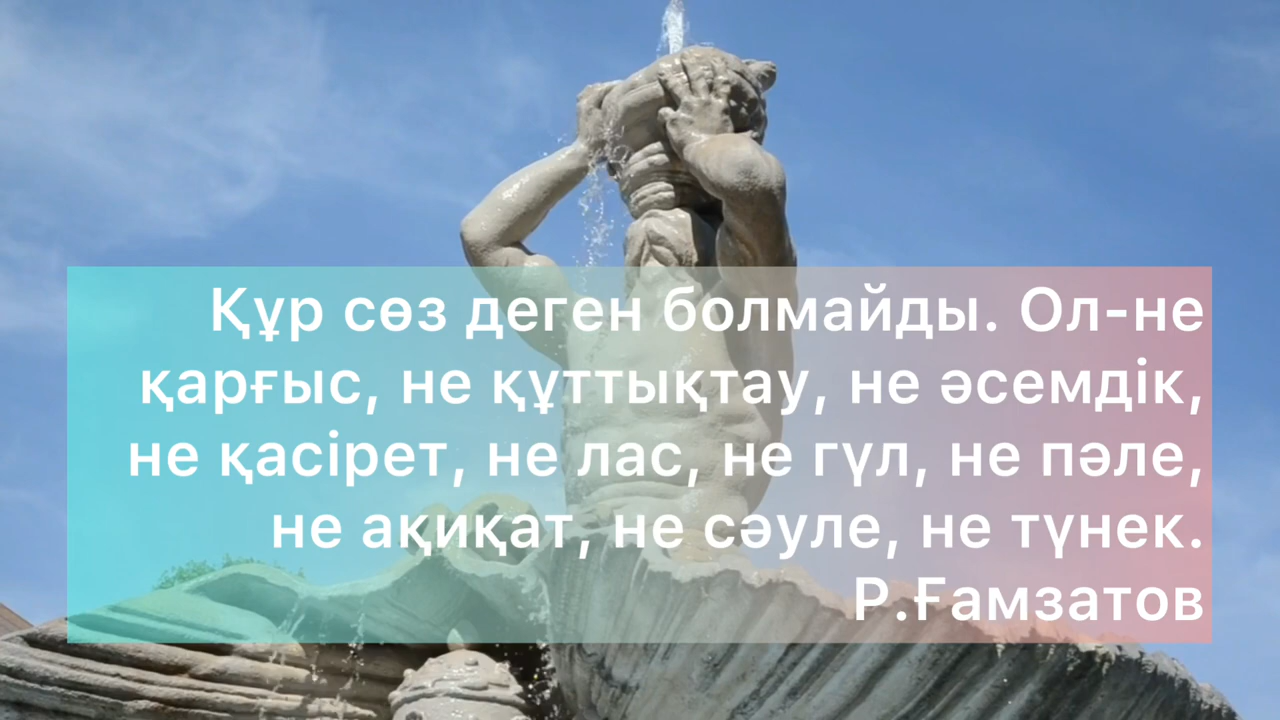 Құр сөз деген болмайды. Ол-не
қарғыс, не құттықтау, не әсемдік,
не қасірет, не лас, не гүл, не пәле,
не ақиқат, не сәуле, не түнек.
Р.Ғамзатов